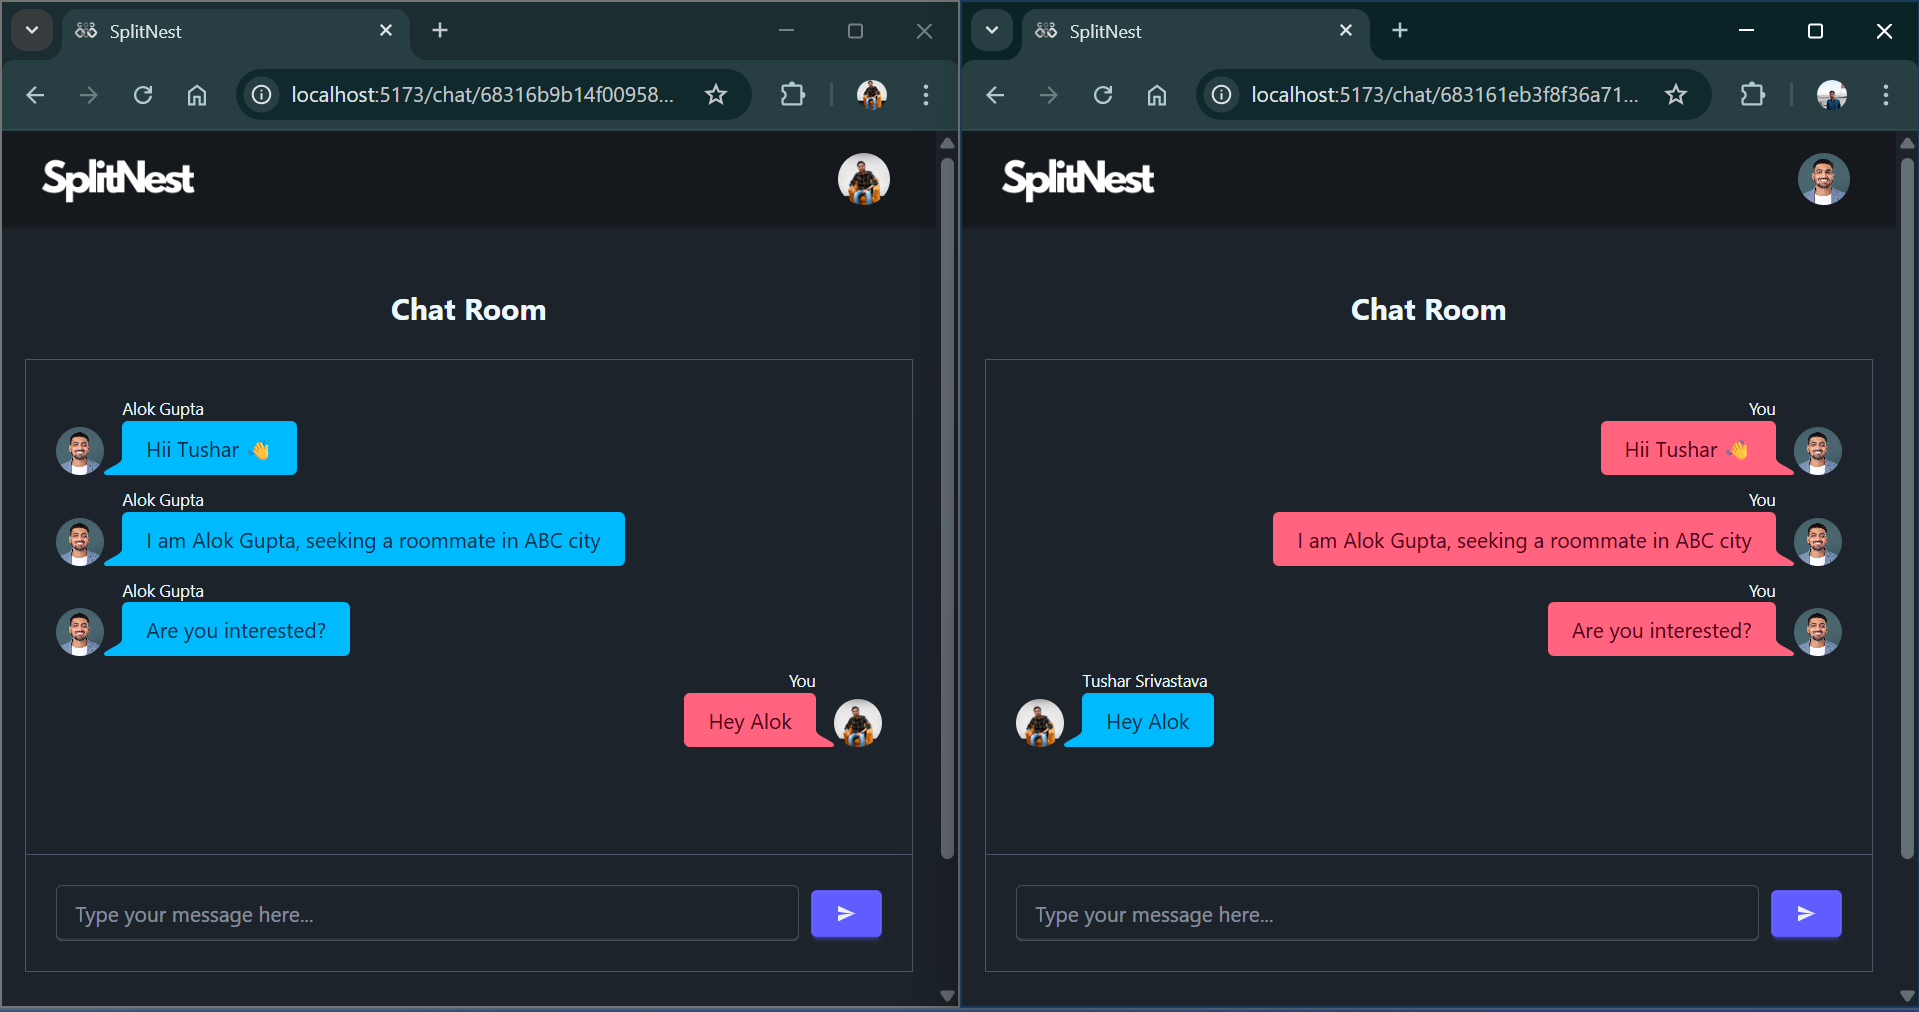 SplitNest
localhost:5173/chat/68316b9b14f00958...
SplitNest
Chat Room
Alok Gupta
Hii Tushar 👋
Alok Gupta
I am Alok Gupta, seeking a roommate in ABC city
Alok Gupta
Are you interested?
You
Hey Alok
Type your message here...
SplitNest
localhost:5173/chat/683161eb3f8f36a71...
SplitNest
Chat Room
You
Hii Tushar 👋
You
I am Alok Gupta, seeking a roommate in ABC city
You
Are you interested?
Tushar Srivastava
Hey Alok
Type your message here...